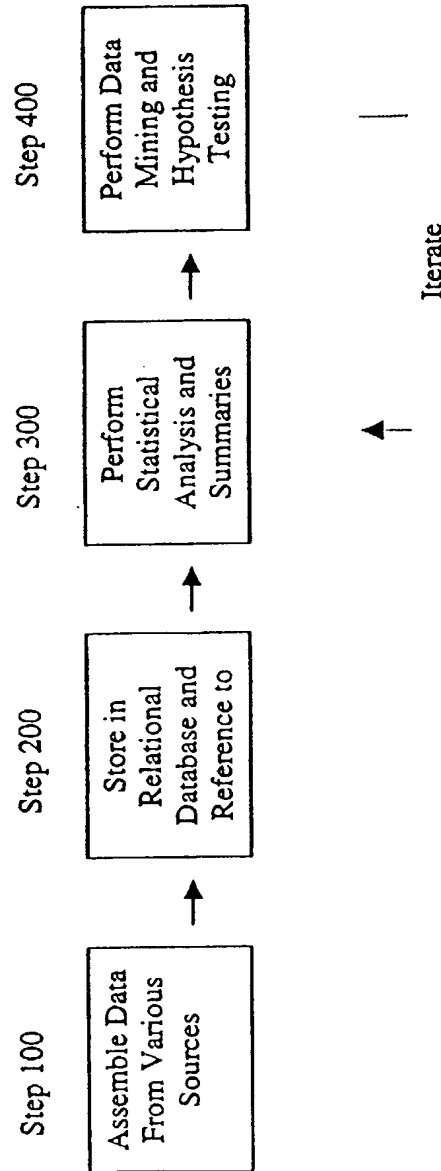 Step 100
Assemble Data
From Various
Sources
Step 200
Store in
Relational
Database and
Reference to
Step 300
Perform
Statistical
Analysis and
Summaries
Step 400
Perform Data
Mining and
Hypothesis
Testing
Iterate